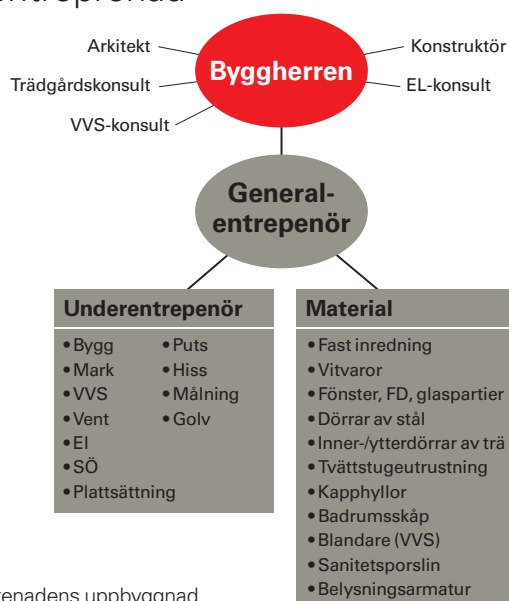 Arkitekt
Trädgårdskonsult
VVS-konsult
Byggherren
Konstruktör
EL-konsult
General-
entrepenör
Underentrepenör
• Bygg
• Mark
• VVS
• Vent
• El
• SÖ
• Plattsättning
• Puts
• Hiss
• Målning
• Golv
Material
• Fast inredning
• Vitvaror
• Fönster, FD, glaspartier
• Dörrar av stål
• Inner-/ytterdörrar av trä
• Tvättstugeutrustning
• Kapphyllor
• Badrumsskåp
• Blandare (VVS)
• Sanitetsporslin
• Belysningsarmatur
uppbyggnad